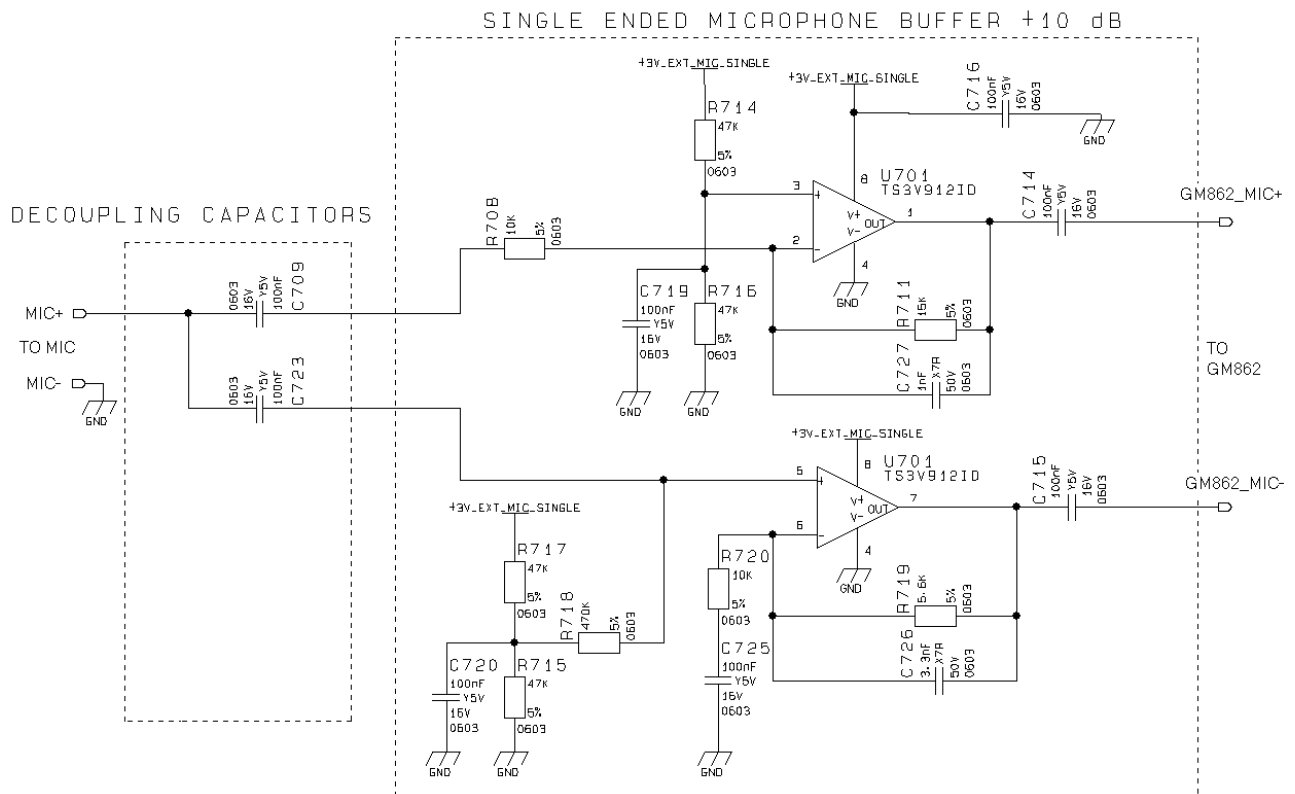 SINGLE ENDED MICROPHONE BUFFER +10 dB
+3V_EXT_MIC_SINGLE
+3V_EXT_MIC_SINGLE
C716
100nF
Y5V
16V
0603
GND
R714
47K
5%
0603
U701
TS3V912ID
3
+
2
-
8
V+
V-
OUT
1
4
GND
C714
100nF
Y5V
16V
0603
GM862_MIC+
DECOUPLING CAPACITORS
R708
10K
5%
0603
0603
16V
Y5V
100nF
C709
MIC+
TO MIC
MIC-
GND
0603
16V
Y5V
100nF
C723
C719
100nF
Y5V
16V
0603
GND
R716
47K
5%
0603
GND
R711
15K
5%
0603
C727
1nF
X7R
50V
0603
TO
GM862
+3V_EXT_MIC_SINGLE
U701
TS3V912ID
5
+
6
-
8
V+
V-
OUT
7
4
GND
C715
100nF
Y5V
16V
0603
GM862_MIC-
+3V_EXT_MIC_SINGLE
R717
47K
5%
0603
R718
470K
5%
0603
R720
10K
5%
0603
R719
5.6K
5%
0603
C726
3.3nF
X7R
50V
0603
C720
100nF
Y5V
16V
0603
GND
R715
47K
5%
0603
GND
C725
100nF
Y5V
16V
0603
GND